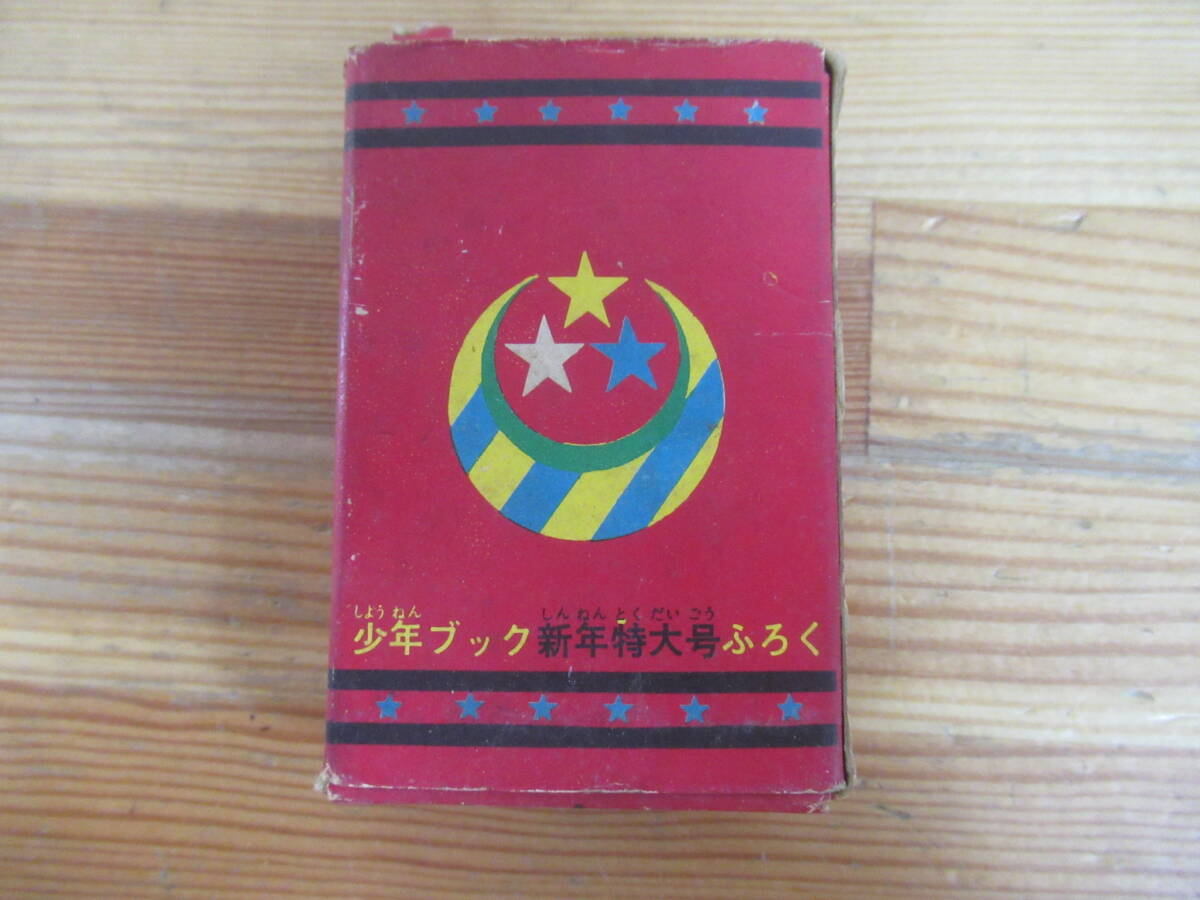 しようねん しんねんとくだいごう
少年ブック新年特大号ふろく